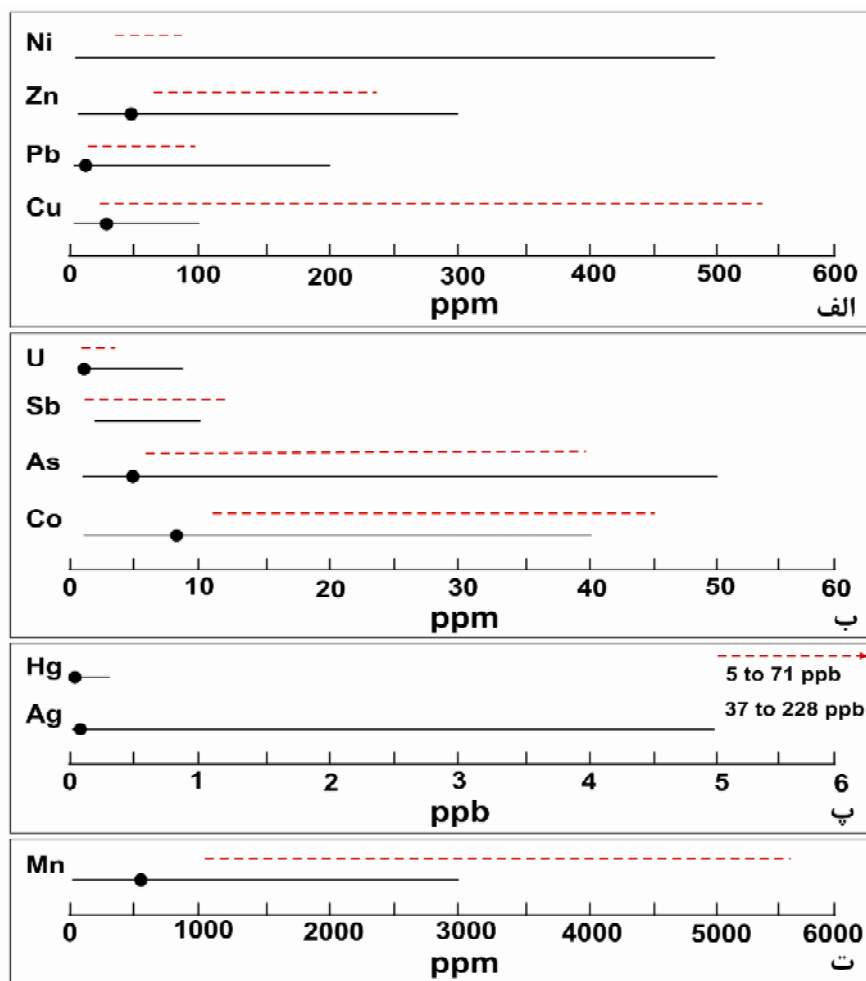 Ni
Zn
Pb
Cu
0 100 200 300 400 500 600
ppm
الف
U
Sb
As
Co
0 10 20 30 40 50 60
ppm
ب
Hg
5 to 71 ppb
Ag
37 to 228 ppb
0 1 2 3 4 5 6
ppb
پ
Mn
0 1000 2000 3000 4000 5000 6000
ppm
ت